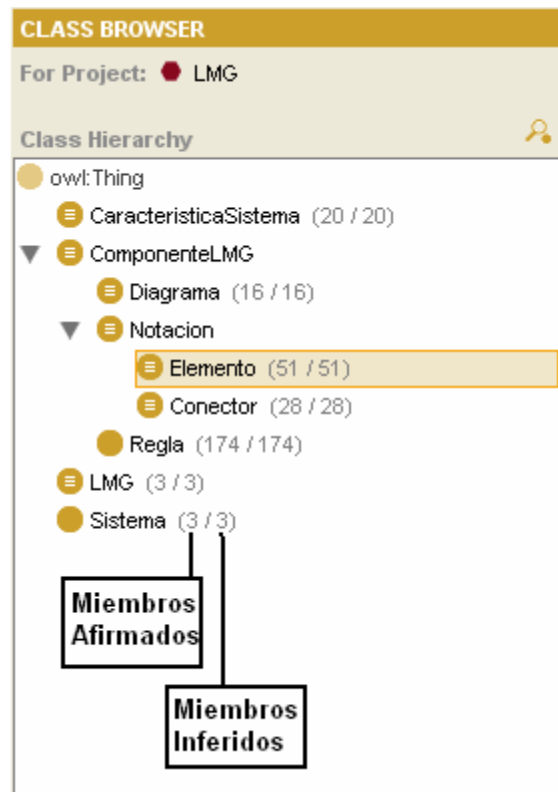 CLASS BROWSER
For Project: LMG
Class Hierarchy
owl:Thing
CaracteristicaSistema (20 / 20)
ComponenteLMG
Diagrama (16 / 16)
Notacion
Elemento (51 / 51)
Conector (28 / 28)
Regla (174 / 174)
LMG (3 / 3)
Sistema (3 / 3)
Miembros
Afirmados
Miembros
Inferidos